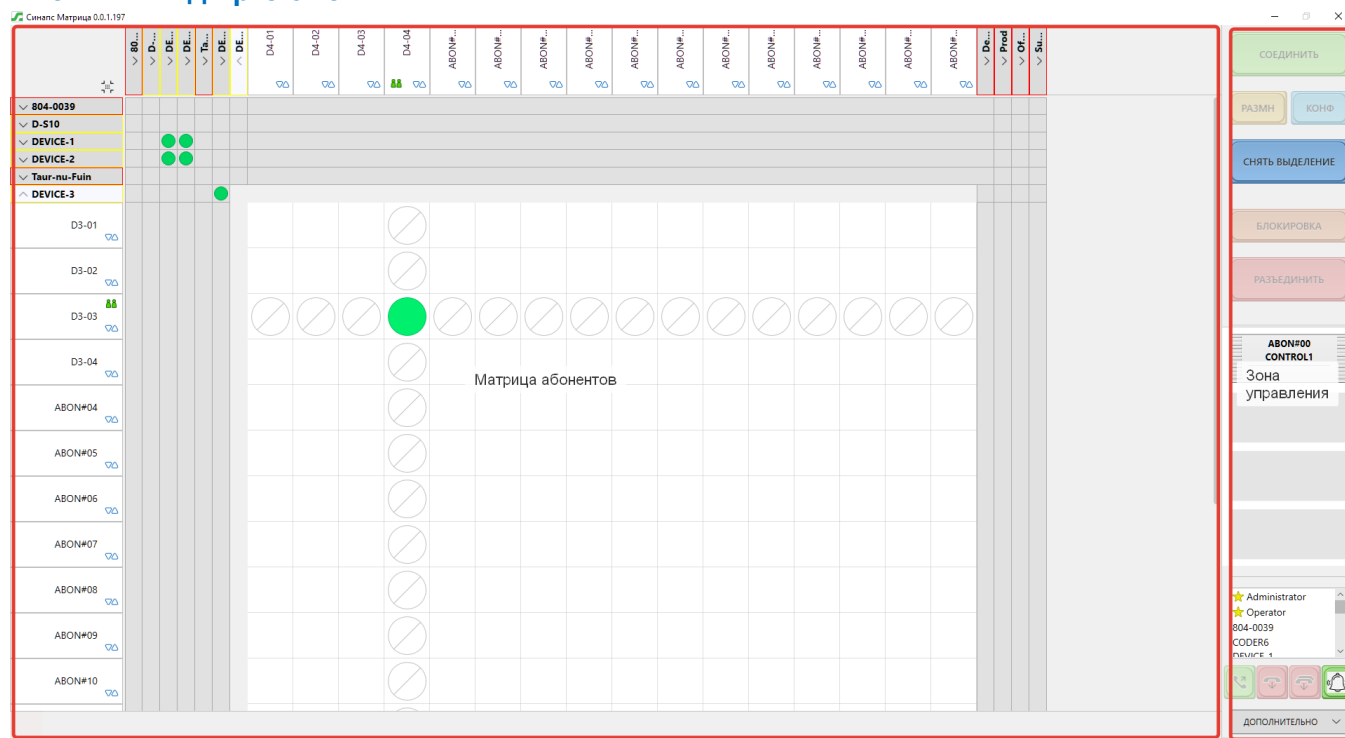 Синапс Матрица 0.0.1.197
80...
D...
DE...
DE...
Ta...
DE...
DE...
D4-01
D4-02
D4-03
D4-04
ABON#...
ABON#...
ABON#...
ABON#...
ABON#...
ABON#...
ABON#...
ABON#...
ABON#...
ABON#...
ABON#...
ABON#...
De...
Prod
Of...
Su...
804-0039
D-S10
DEVICE-1
DEVICE-2
Taur-nu-Fuin
DEVICE-3
D3-01
D3-02
D3-03
D3-04
ABON#04
ABON#05
ABON#06
ABON#07
ABON#08
ABON#09
ABON#10
Матрица абонентов
СОЕДИНИТЬ
РАЗМН КОНФ
СНЯТЬ ВЫДЕЛЕНИЕ
БЛОКИРОВКА
РАЗЪЕДИНИТЬ
ABON#00
CONTROL1
Зона
управления
Administrator
Operator
804-0039
CODER6
DEVICE 1
ДОПОЛНИТЕЛЬНО